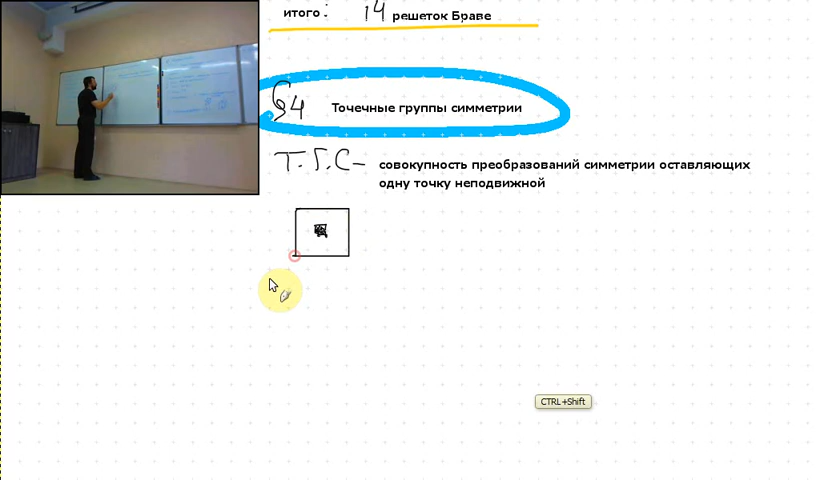 итого: 14 решеток Браве
§4 Точечные группы симметрии
Т.Г.С - совокупность преобразований симметрии оставляющих
одну точку неподвижной
CTRL+Shift